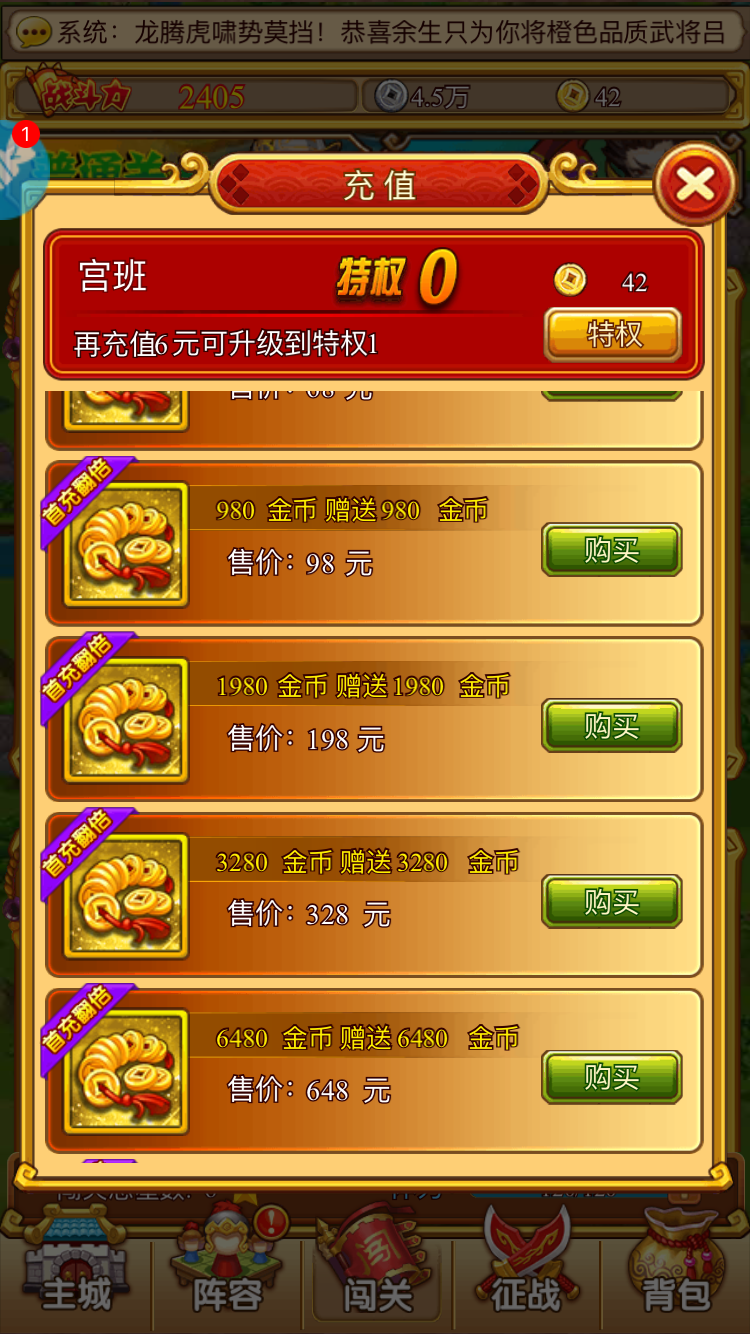 系统：龙腾虎啸势莫挡！恭喜余生只为你将橙色品质武将吕
战斗力 2405 4.5万 42
1
普通关
充值
宫班 特权 0 42
再充值6元可升级到特权1 特权
售价：68 元
首充翻倍
980 金币 赠送 980 金币
售价：98 元
购买
首充翻倍
1980 金币 赠送 1980 金币
售价：198 元
购买
首充翻倍
3280 金币 赠送 3280 金币
售价：328 元
购买
首充翻倍
6480 金币 赠送 6480 金币
售价：648 元
购买
主城 阵容 闯关 征战 背包